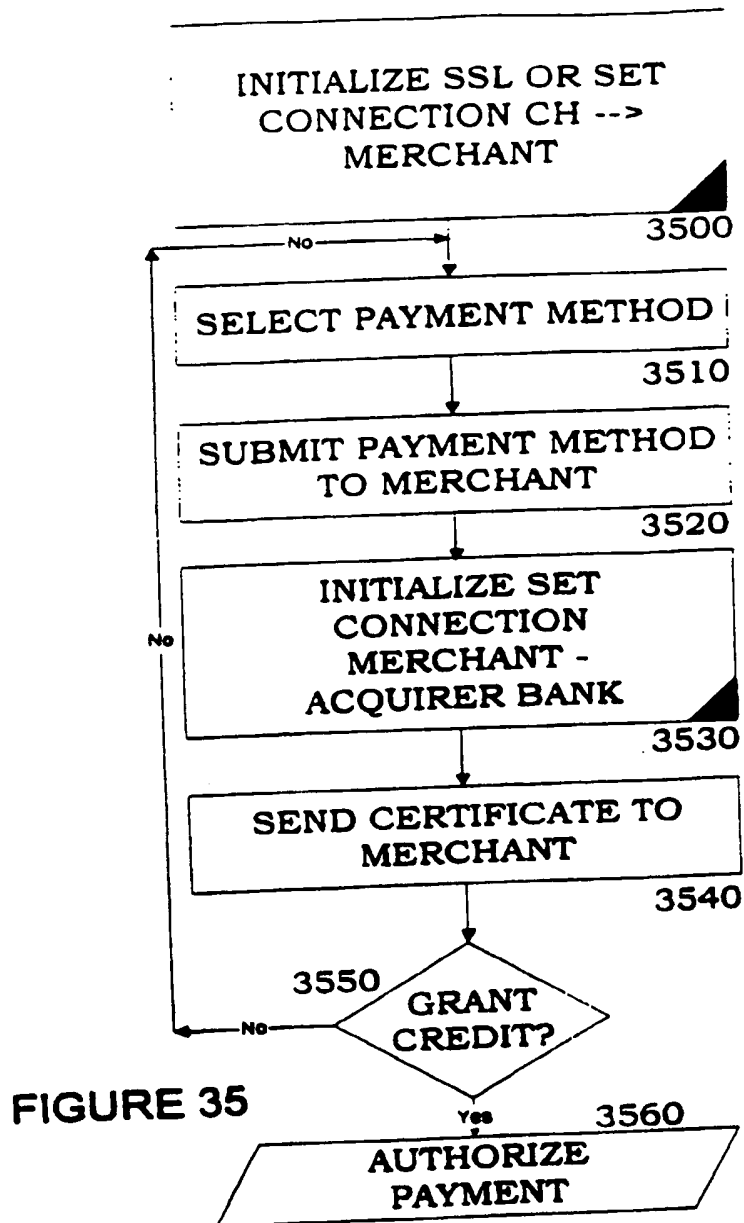 INITIALIZE SSL OR SET
CONNECTION CH -->
MERCHANT
3500
No
SELECT PAYMENT METHOD
3510
SUBMIT PAYMENT METHOD
TO MERCHANT
3520
INITIALIZE SET
CONNECTION
MERCHANT -
ACQUIRER BANK
No
3530
SEND CERTIFICATE TO
MERCHANT
3540
3550
GRANT
CREDIT?
No
FIGURE 35
Yes
3560
AUTHORIZE
PAYMENT